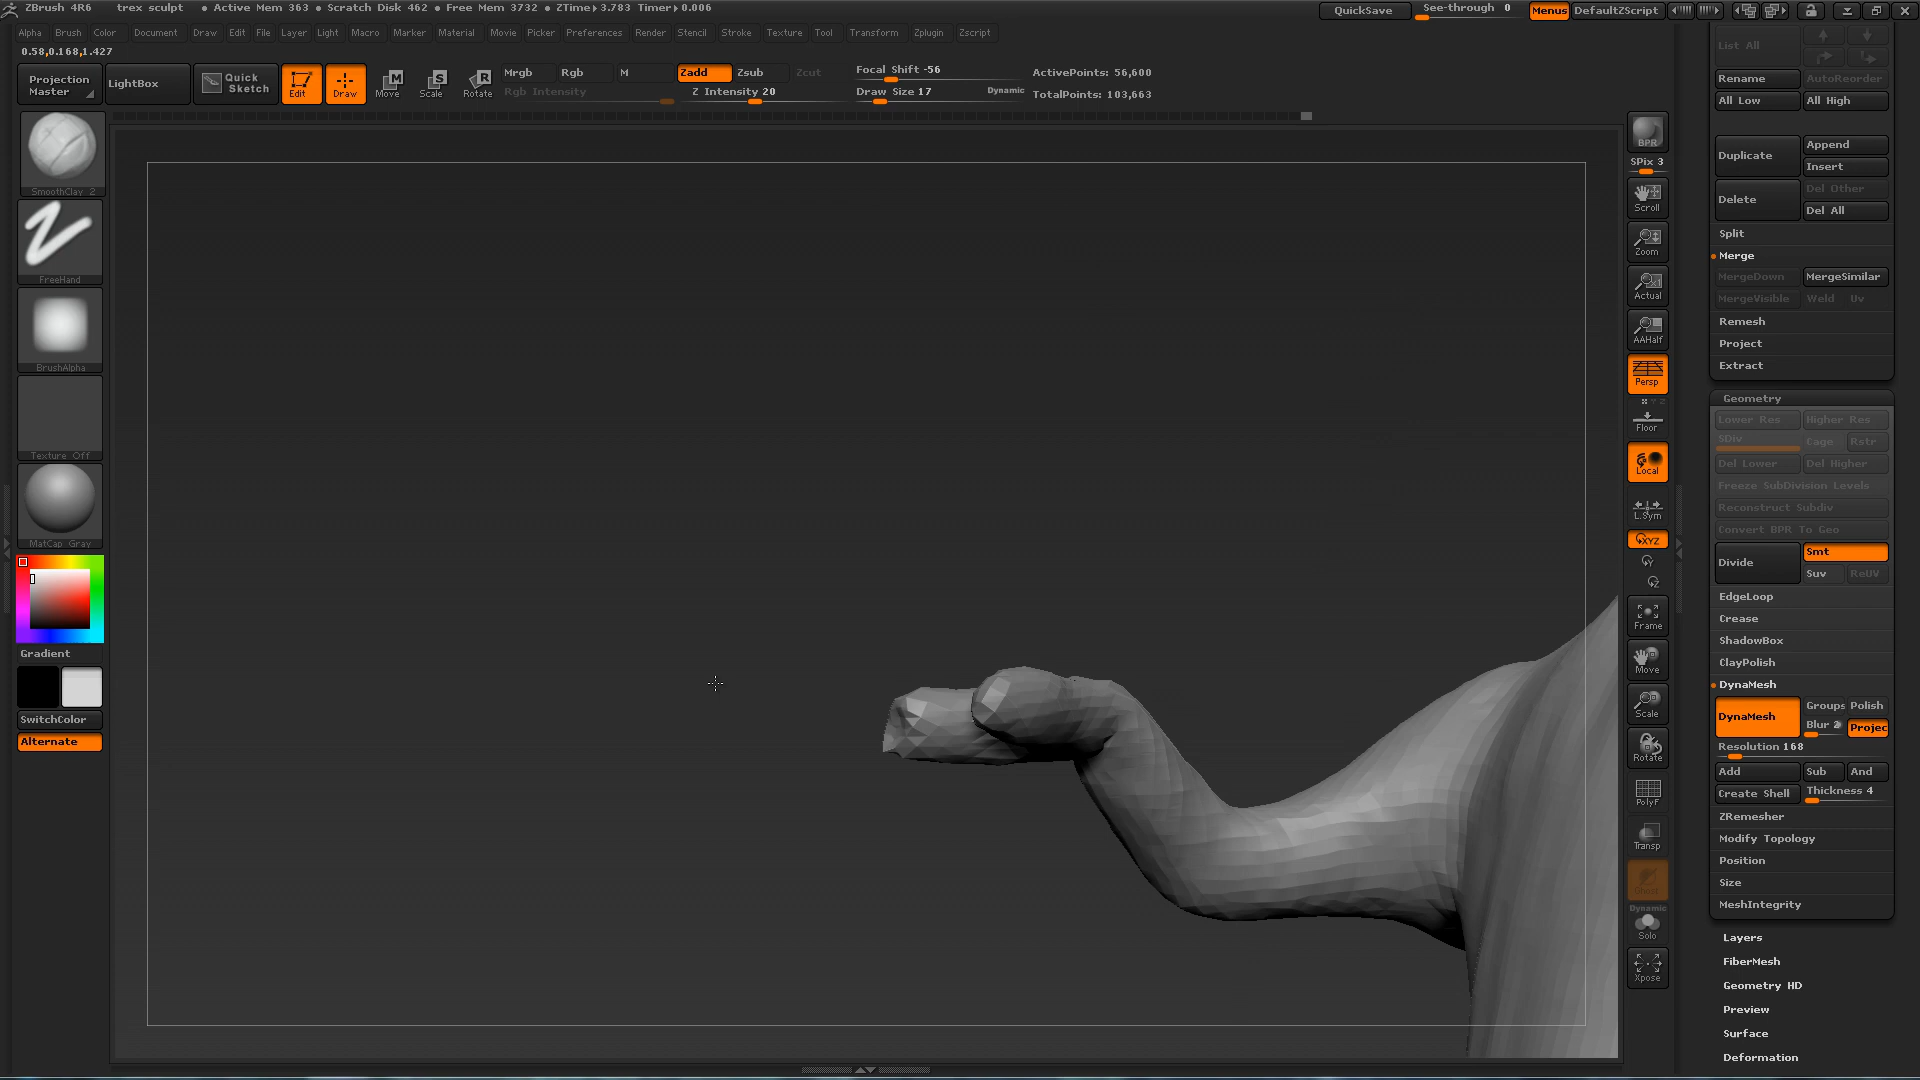 ZBrush 4R6 trex sculpt • Active Mem 363 • Scratch Disk 462 • Free Mem 3732 • ZTime▸3.783 Timer▸0.006
QuickSave
See-through 0
Menus
DefaultZScript
Alpha Brush Color Document Draw Edit File Layer Light Macro Marker Material Movie Picker Preferences Render Stencil Stroke Texture Tool Transform Zplugin Zscript
0.58,0.168,1.427
Projection Master
LightBox
Quick Sketch
Edit
Draw
Move
Scale
Rotate
Mrgb Rgb M
Rgb Intensity
Zadd Zsub Zcut
Z Intensity 20
Focal Shift -56
Draw Size 17
Dynamic
ActivePoints: 56,600
TotalPoints: 103,663
SmoothClay 2
FreeHand
BrushAlpha
Texture Off
MatCap Gray
Gradient
SwitchColor
Alternate
BPR
SPix 3
Scroll
Zoom
Actual
AAHalf
Persp
Floor
Local
L.Sym
XYZ
Y
Z
Frame
Move
Scale
Rotate
PolyF
Transp
Ghost
Dynamic
Solo
Xpose
List All
Rename AutoReorder
All Low All High
Duplicate
Append
Insert
Delete
Del Other
Del All
Split
Merge
MergeDown MergeSimilar
MergeVisible Weld Uv
Remesh
Project
Extract
Geometry
Lower Res Higher Res
SDiv Cage Rstr
Del Lower Del Higher
Freeze SubDivision Levels
Reconstruct Subdiv
Convert BPR To Geo
Divide
Smt
Suv ReUV
EdgeLoop
Crease
ShadowBox
ClayPolish
DynaMesh
DynaMesh
Groups Polish
Blur 2 Projec
Resolution 168
Add Sub And
Create Shell Thickness 4
ZRemesher
Modify Topology
Position
Size
MeshIntegrity
Layers
FiberMesh
Geometry HD
Preview
Surface
Deformation